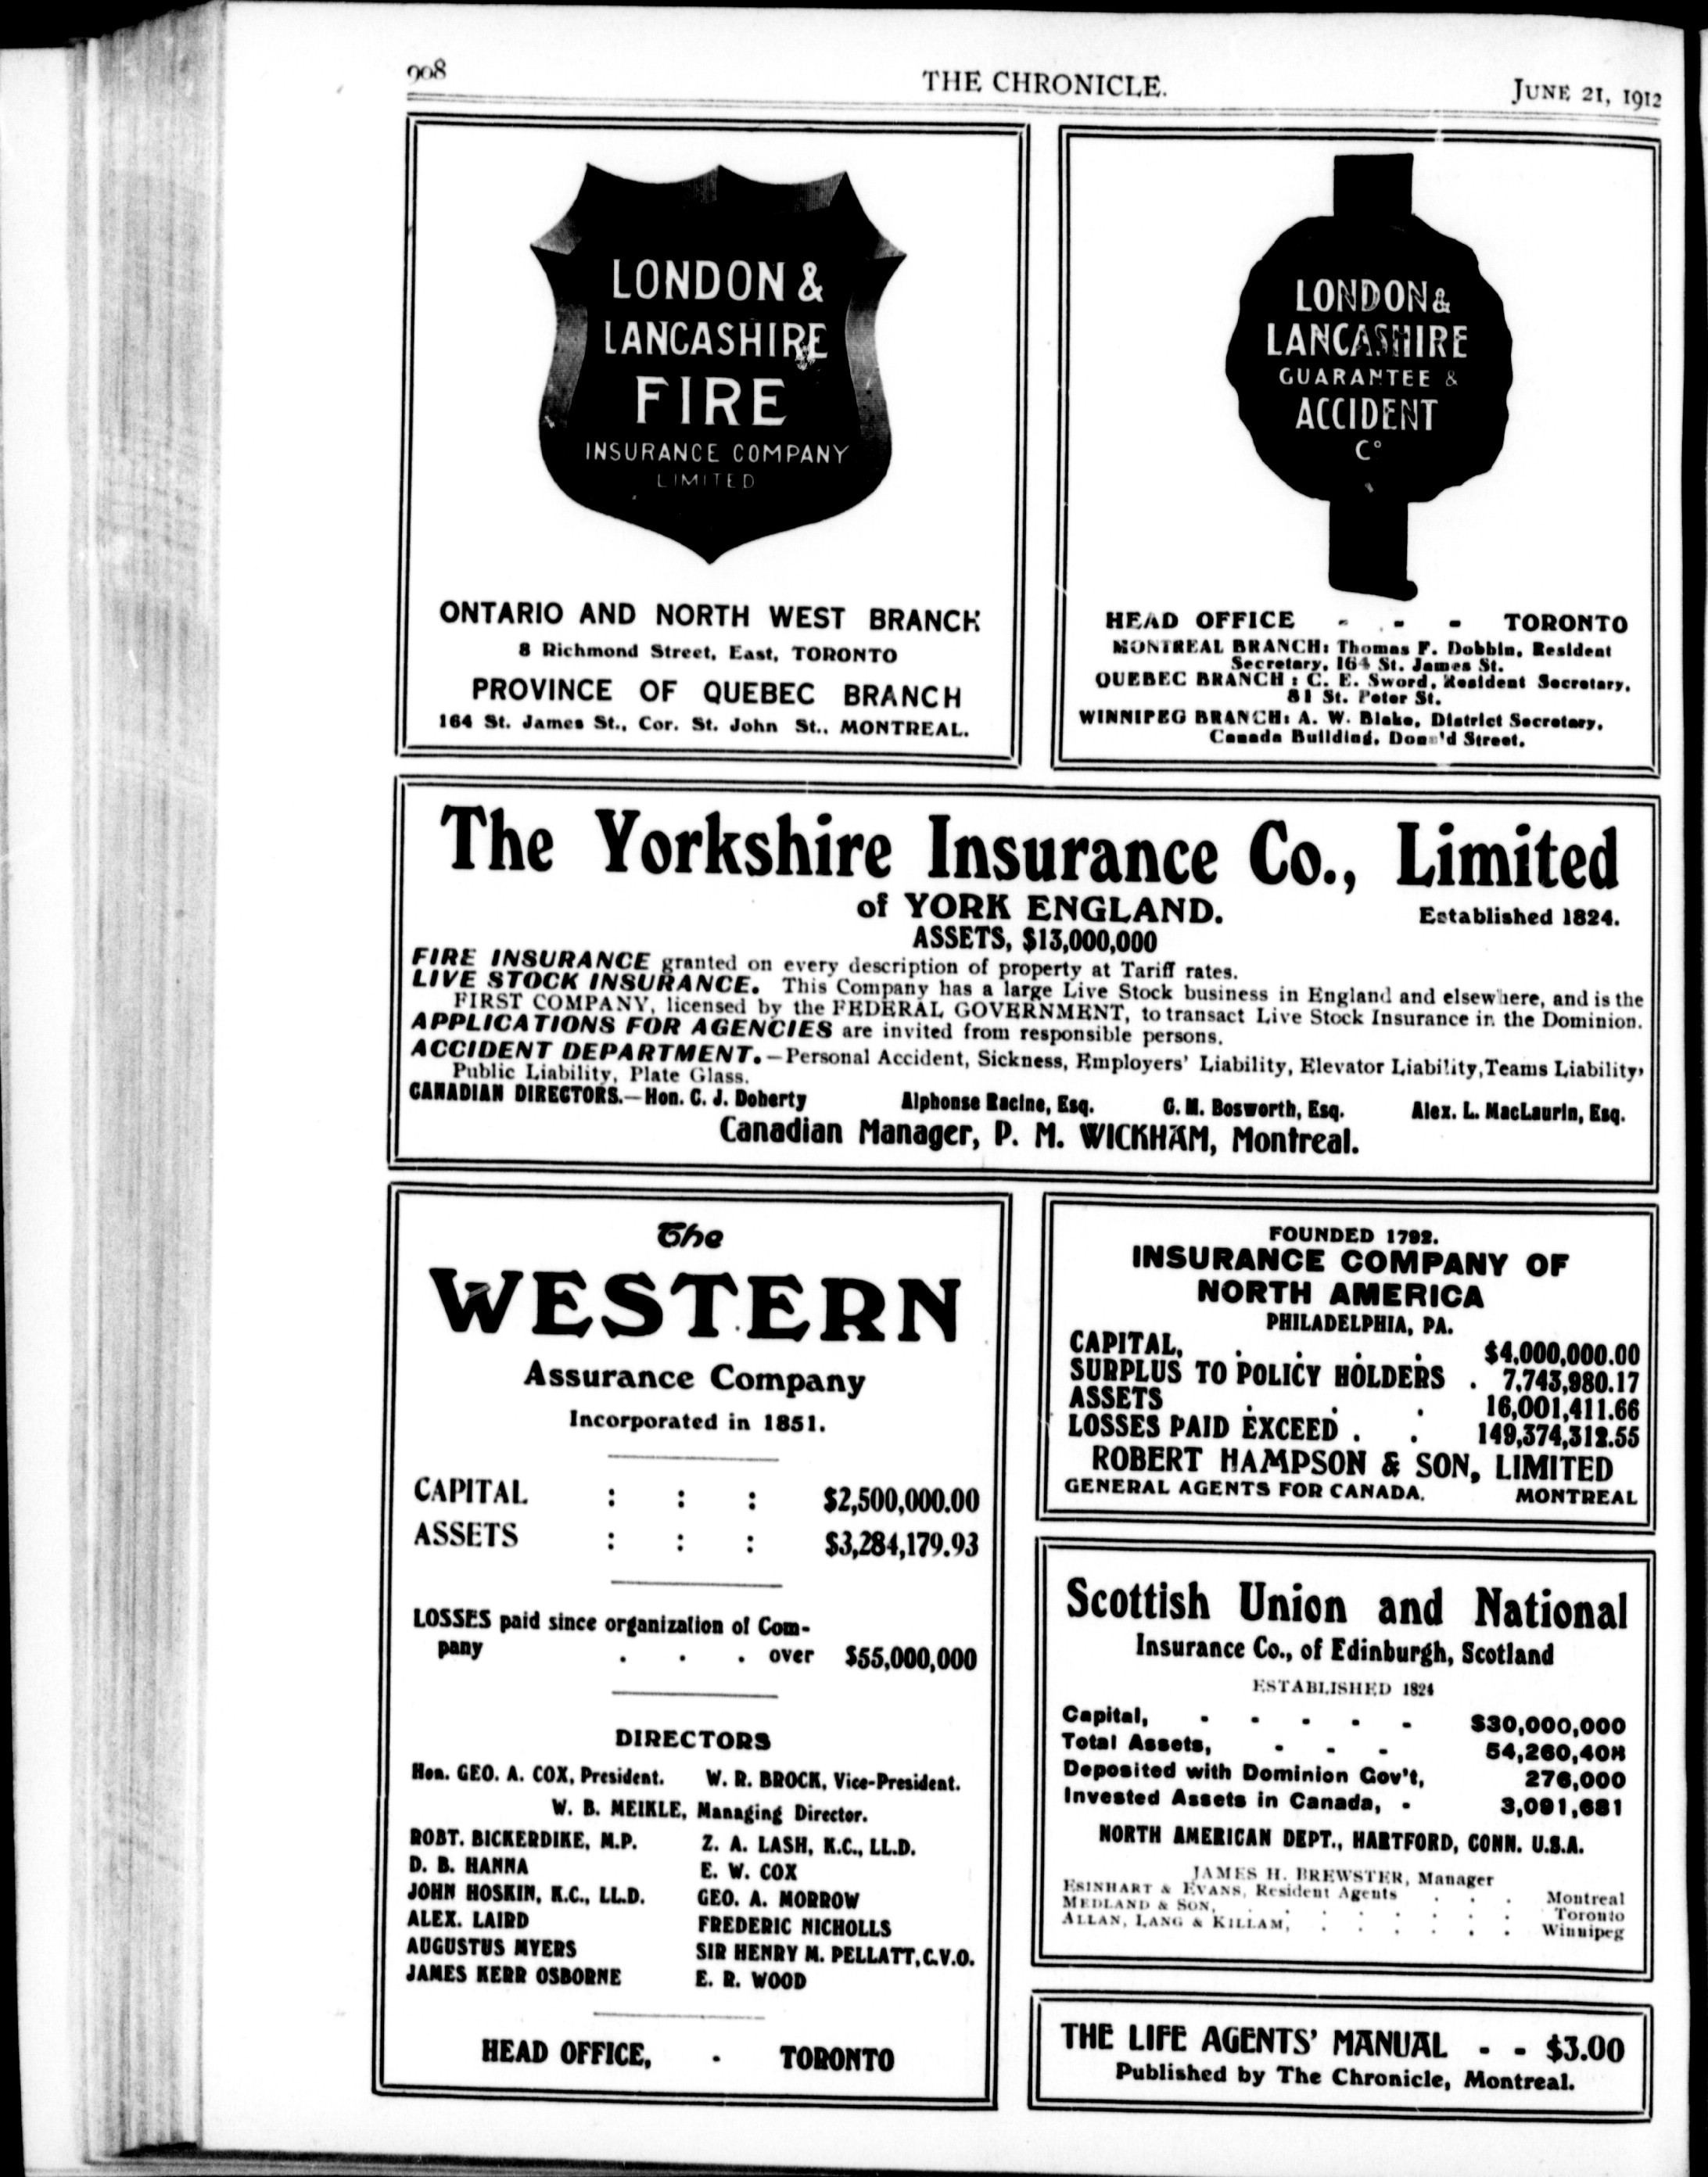 908
THE CHRONICLE.
JUNE 21, 1912
LONDON &
LANCASHIRE
FIRE
INSURANCE COMPANY
LIMITED
ONTARIO AND NORTH WEST BRANCH
8 Richmond Street, East, TORONTO
PROVINCE OF QUEBEC BRANCH
164 St. James St., Cor. St. John St., MONTREAL.
LONDON &
LANCASHIRE
GUARANTEE &
ACCIDENT
Co
HEAD OFFICE - - - TORONTO
MONTREAL BRANCH: Thomas F. Dobbin, Resident
Secretary, 164 St. James St.
QUEBEC BRANCH : C. E. Sword, Resident Secretary,
81 St. Peter St.
WINNIPEG BRANCH: A. W. Blake, District Secretary,
Canada Building, Donald Street.
The Yorkshire Insurance Co., Limited
of YORK ENGLAND.
Established 1824.
ASSETS, $13,000,000
FIRE INSURANCE granted on every description of property at Tariff rates.
LIVE STOCK INSURANCE. This Company has a large Live Stock business in England and elsewhere, and is the
FIRST COMPANY, licensed by the FEDERAL GOVERNMENT, to transact Live Stock Insurance in the Dominion.
APPLICATIONS FOR AGENCIES are invited from responsible persons.
ACCIDENT DEPARTMENT.—Personal Accident, Sickness, Employers' Liability, Elevator Liability, Teams Liability,
Public Liability, Plate Glass.
CANADIAN DIRECTORS.—Hon. C. J. Doherty Alphonse Racine, Esq. G. M. Bosworth, Esq. Alex. L. MacLaurin, Esq.
Canadian Manager, P. M. WICKHAM, Montreal.
The
WESTERN
Assurance Company
Incorporated in 1851.
CAPITAL : : : $2,500,000.00
ASSETS : : : $3,284,179.93
LOSSES paid since organization of Com-
pany . . . over $55,000,000
DIRECTORS
Hon. GEO. A. COX, President. W. R. BROCK, Vice-President.
W. B. MEIKLE, Managing Director.
ROBT. BICKERDIKE, M.P. Z. A. LASH, K.C., LL.D.
D. B. HANNA E. W. COX
JOHN HOSKIN, K.C., LL.D. GEO. A. MORROW
ALEX. LAIRD FREDERIC NICHOLLS
AUGUSTUS MYERS SIR HENRY M. PELLATT, C.V.O.
JAMES KERR OSBORNE E. R. WOOD
HEAD OFFICE, - TORONTO
FOUNDED 1792.
INSURANCE COMPANY OF
NORTH AMERICA
PHILADELPHIA, PA.
CAPITAL, . . . . $4,000,000.00
SURPLUS TO POLICY HOLDERS . 7,743,980.17
ASSETS . . . 16,001,411.66
LOSSES PAID EXCEED . . 149,374,312.55
ROBERT HAMPSON & SON, LIMITED
GENERAL AGENTS FOR CANADA. MONTREAL
Scottish Union and National
Insurance Co., of Edinburgh, Scotland
ESTABLISHED 1824
Capital, - - - - - $30,000,000
Total Assets, - - - 54,260,408
Deposited with Dominion Gov't, 276,000
Invested Assets in Canada, - 3,091,681
NORTH AMERICAN DEPT., HARTFORD, CONN. U.S.A.
JAMES H. BREWSTER, Manager
ESINHART & EVANS, Resident Agents . . . Montreal
MEDLAND & SON, . . . . . . Toronto
ALLAN, LANG & KILLAM, . . . . . . Winnipeg
THE LIFE AGENTS' MANUAL - - $3.00
Published by The Chronicle, Montreal.